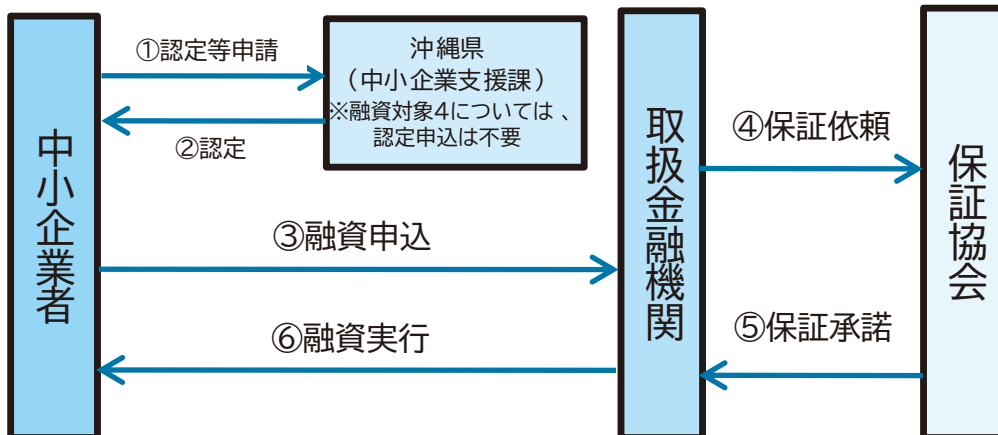 中小企業者
①認定等申請
②認定
沖縄県
(中小企業支援課)
※融資対象4については、
認定申込は不要
③融資申込
⑥融資実行
取扱金融機関
④保証依頼
⑤保証承諾
保証協会